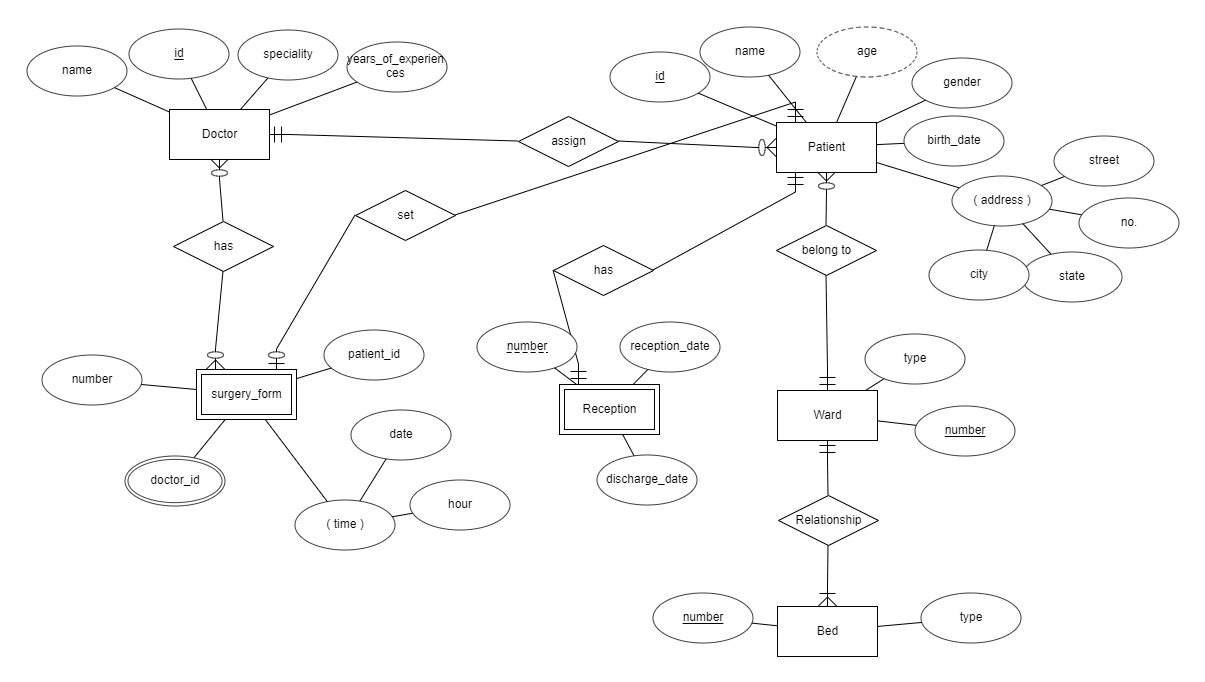 name
id
speciality
years_of_experien
ces
Doctor
assign
id
name
age
gender
birth_date
Patient
street
( address )
no.
city
state
has
set
has
belong to
number
patient_id
surgery_form
doctor_id
date
( time )
hour
number
reception_date
Reception
discharge_date
type
Ward
number
Relationship
number
Bed
type